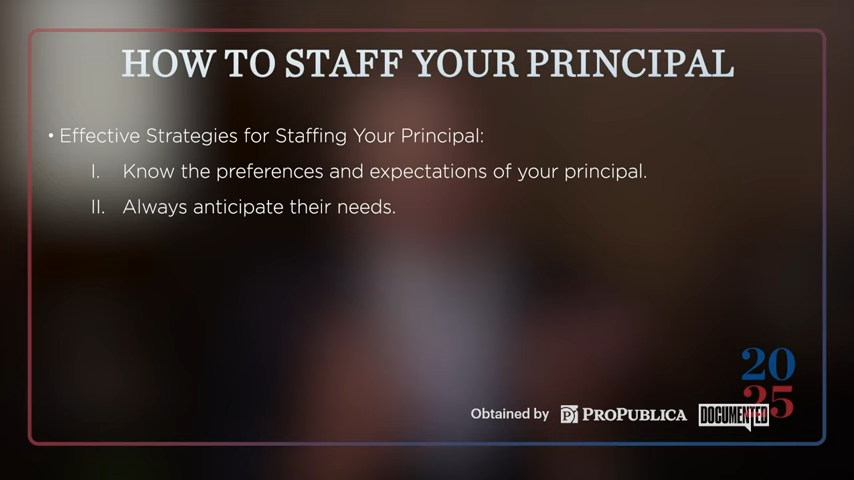 HOW TO STAFF YOUR PRINCIPAL
• Effective Strategies for Staffing Your Principal:
I. Know the preferences and expectations of your principal.
II. Always anticipate their needs.
20
25
Obtained by PROPUBLICA DOCUMENTED